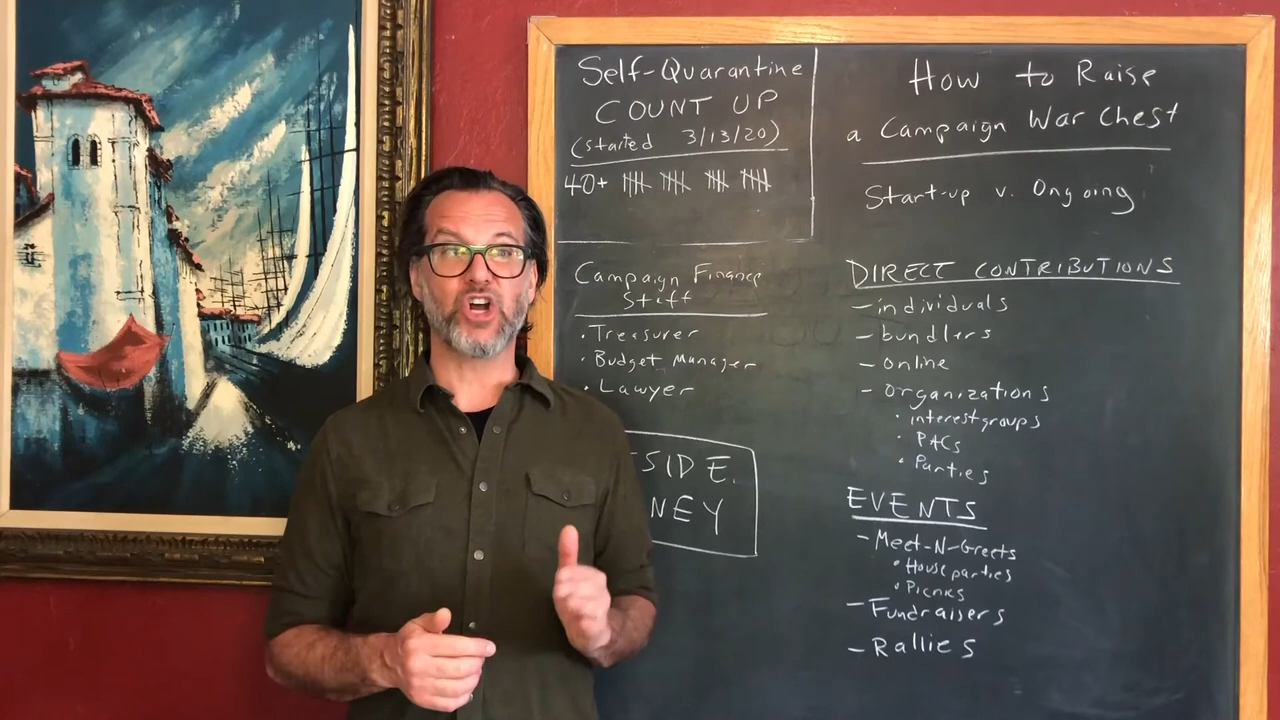 Self-Quarantine
COUNT UP
(started 3/13/20)
40+
Campaign Finance
Staff
• Treasurer
• Budget Manager
• Lawyer
SIDE
NEY
How to Raise
a Campaign War Chest
Start-up v. Ongoing
DIRECT CONTRIBUTIONS
- individuals
- bundlers
- online
- organizations
• interest groups
• PACs
• Parties
EVENTS
- Meet-N-Greets
• House parties
• Picnics
- Fundraisers
- Rallies